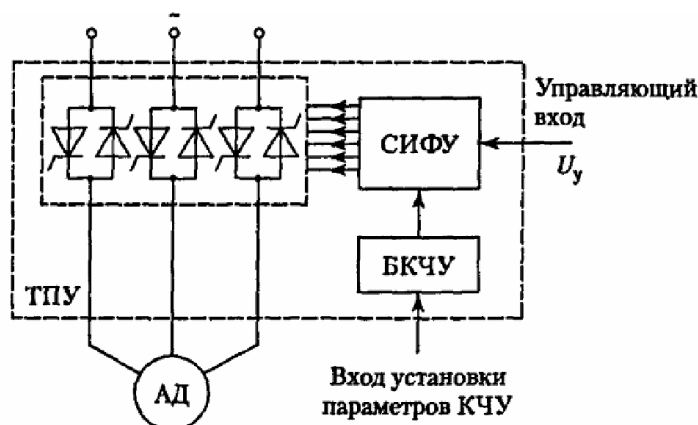 ~
Управляющий
вход
СИФУ
U_у
БКЧУ
ТПУ
АД
Вход установки
параметров КЧУ